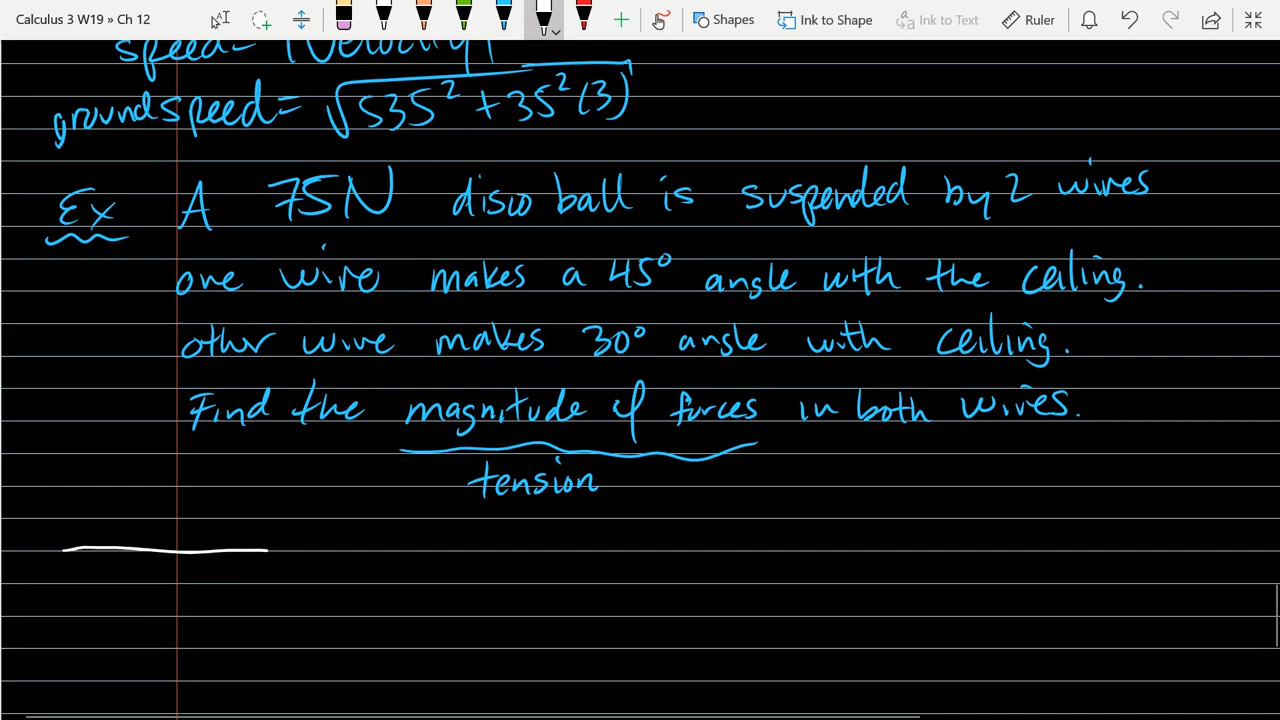 Calculus 3 W19 » Ch 12
Shapes
Ink to Shape
Ink to Text
Ruler
speed= |Velocity|
groundspeed= √535² + 35²(3)
Ex A 75N disco ball is suspended by 2 wires
one wire makes a 45° angle with the ceiling.
other wire makes 30° angle with ceiling.
Find the magnitude of forces in both wires.
tension